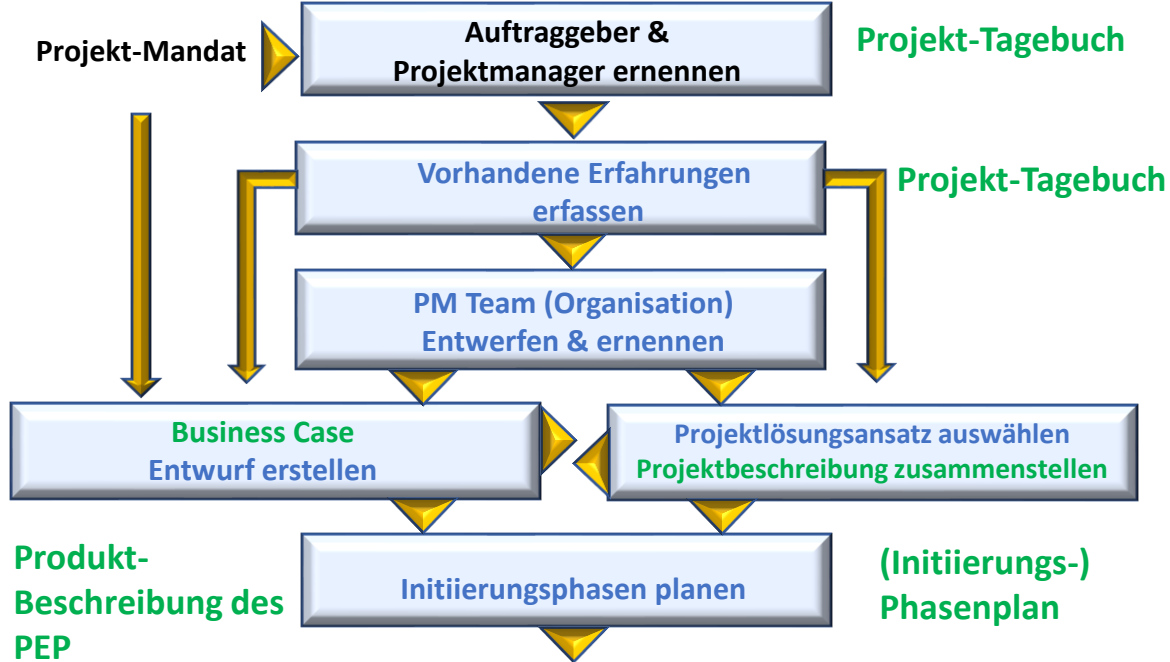 Projekt-Mandat
Auftraggeber &
Projektmanager ernennen
Projekt-Tagebuch
Vorhandene Erfahrungen
erfassen
Projekt-Tagebuch
PM Team (Organisation)
Entwerfen & ernennen
Business Case
Entwurf erstellen
Projektlösungsansatz auswählen
Projektbeschreibung zusammenstellen
Produkt-
Beschreibung des
PEP
Initiierungsphasen planen
(Initiierungs-)
Phasenplan